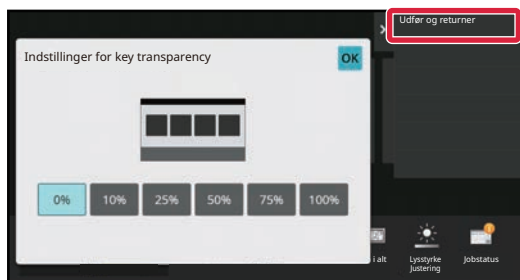 Udfør og returner
Indstillinger for key transparency
OK
0% 10% 25% 50% 75% 100%
i alt
Lysstyrke
Justering
Jobstatus